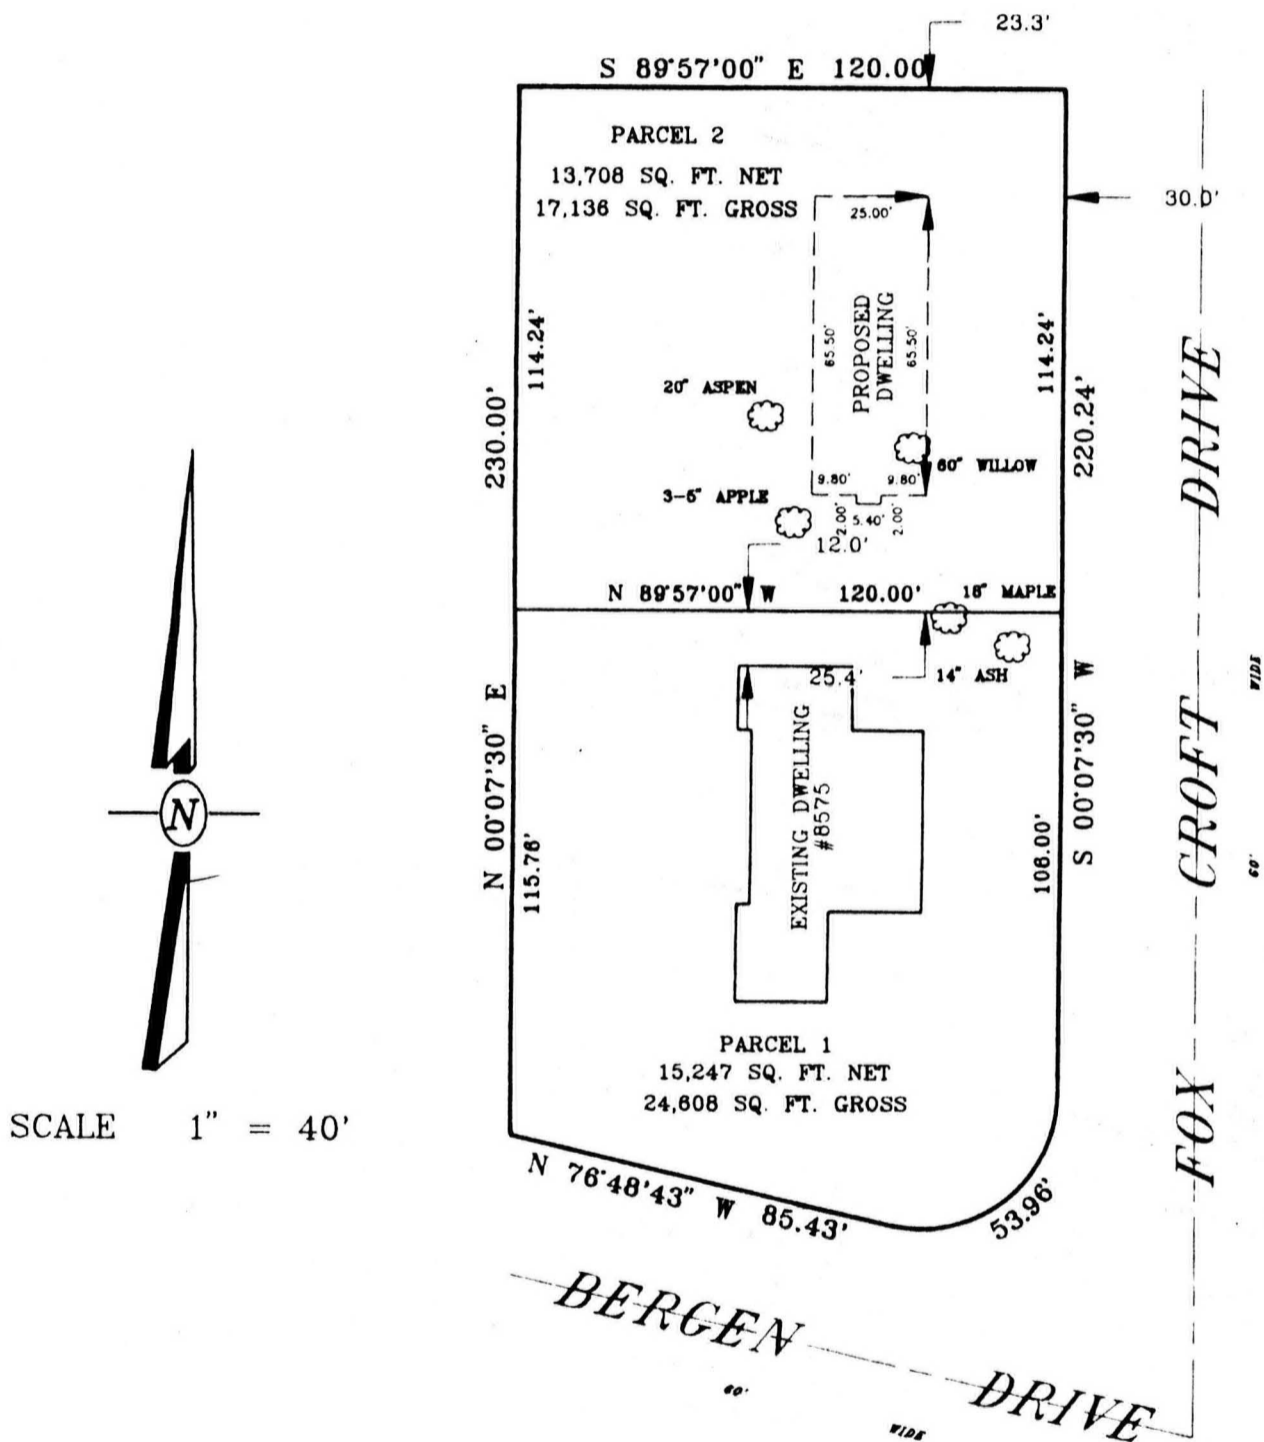 23.3'
S 89°57'00" E 120.00
PARCEL 2
13,708 SQ. FT. NET
17,136 SQ. FT. GROSS
30.0'
25.00'
114.24'
65.50'
PROPOSED
DWELLING
65.50'
114.24'
230.00'
220.24'
20" ASPEN
60" WILLOW
9.80'
9.80'
3-6" APPLE
2.00'
5.40'
2.00'
12.0'
N 89°57'00" W 120.00'
18" MAPLE
25.4'
14" ASH
N 00°07'30" E
115.76'
EXISTING DWELLING
#8575
106.00'
S 00°07'30" W
FOX CROFT DRIVE
60' WIDE
N
PARCEL 1
15,247 SQ. FT. NET
24,608 SQ. FT. GROSS
SCALE 1" = 40'
N 76°48'43" W 85.43'
53.96'
BERGEN DRIVE
60' WIDE